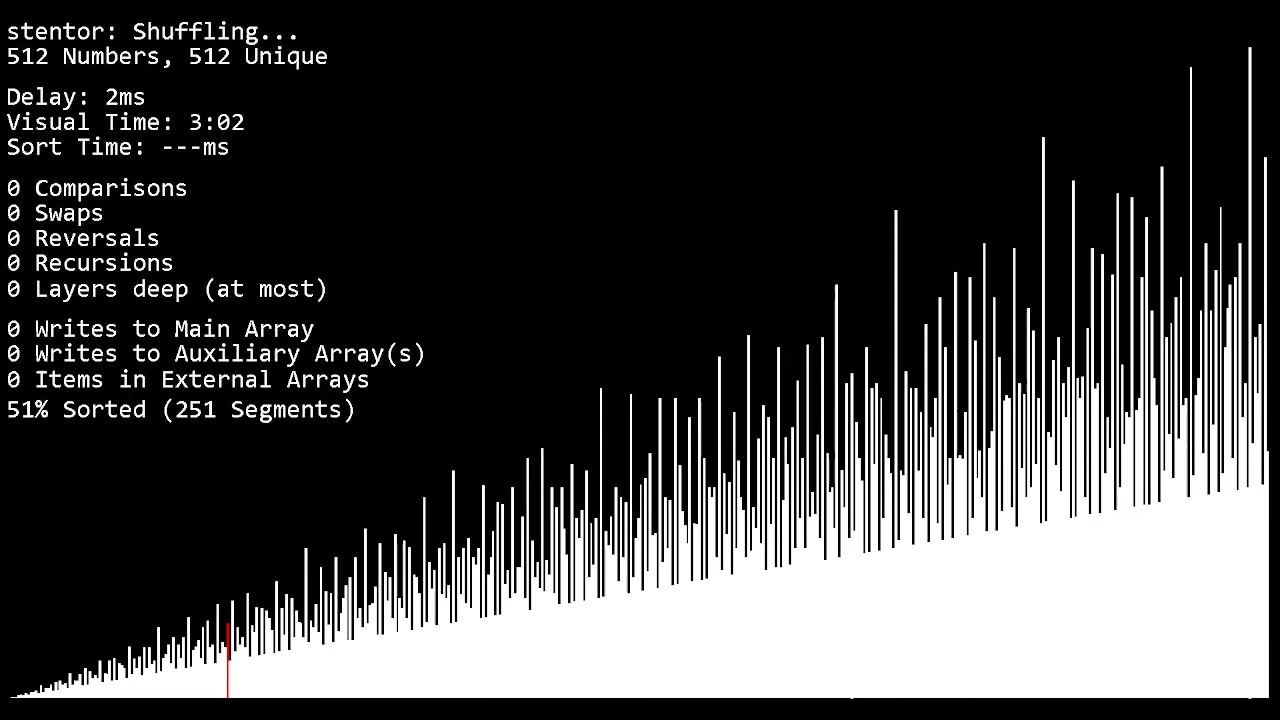 stentor: Shuffling...
512 Numbers, 512 Unique
Delay: 2ms
Visual Time: 3:02
Sort Time: ---ms
0 Comparisons
0 Swaps
0 Reversals
0 Recursions
0 Layers deep (at most)
0 Writes to Main Array
0 Writes to Auxiliary Array(s)
0 Items in External Arrays
51% Sorted (251 Segments)